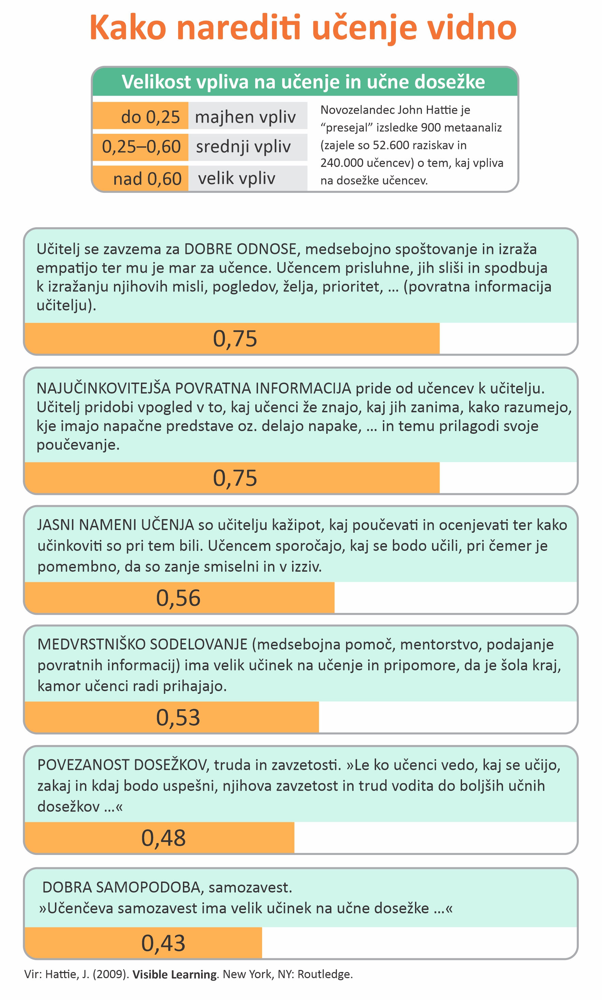 Kako narediti učenje vidno
Velikost vpliva na učenje in učne dosežke
do 0,25 majhen vpliv
0,25–0,60 srednji vpliv
nad 0,60 velik vpliv
Novozelandec John Hattie je
“presejal” izsledke 900 metaanaliz
(zajele so 52.600 raziskav in
240.000 učencev) o tem, kaj vpliva
na dosežke učencev.
Učitelj se zavzema za DOBRE ODNOSE, medsebojno spoštovanje in izraža
empatijo ter mu je mar za učence. Učencem prisluhne, jih sliši in spodbuja
k izražanju njihovih misli, pogledov, želja, prioritet, ... (povratna informacija
učitelju).
0,75
NAJUČINKOVITEJŠA POVRATNA INFORMACIJA pride od učencev k učitelju.
Učitelj pridobi vpogled v to, kaj učenci že znajo, kaj jih zanima, kako razumejo,
kje imajo napačne predstave oz. delajo napake, ... in temu prilagodi svoje
poučevanje.
0,75
JASNI NAMENI UČENJA so učitelju kažipot, kaj poučevati in ocenjevati ter kako
učinkoviti so pri tem bili. Učencem sporočajo, kaj se bodo učili, pri čemer je
pomembno, da so zanje smiselni in v izziv.
0,56
MEDVRSTNIŠKO SODELOVANJE (medsebojna pomoč, mentorstvo, podajanje
povratnih informacij) ima velik učinek na učenje in pripomore, da je šola kraj,
kamor učenci radi prihajajo.
0,53
POVEZANOST DOSEŽKOV, truda in zavzetosti. »Le ko učenci vedo, kaj se učijo,
zakaj in kdaj bodo uspešni, njihova zavzetost in trud vodita do boljših učnih
dosežkov ...«
0,48
DOBRA SAMOPODOBA, samozavest.
»Učenčeva samozavest ima velik učinek na učne dosežke ...«
0,43
Vir: Hattie, J. (2009). Visible Learning. New York, NY: Routledge.